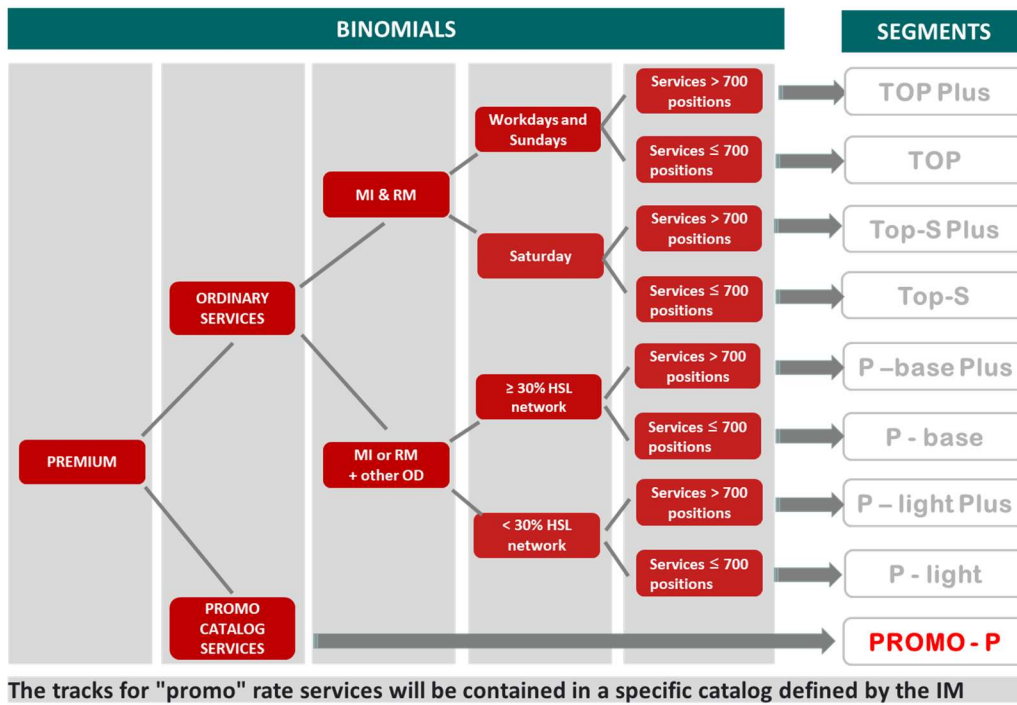 BINOMIALS
SEGMENTS
Services > 700
positions
TOP Plus
Workdays and
Sundays
Services ≤ 700
positions
TOP
MI & RM
Services > 700
positions
Top-S Plus
Saturday
Services ≤ 700
positions
Top-S
ORDINARY
SERVICES
Services > 700
positions
P –base Plus
≥ 30% HSL
network
Services ≤ 700
positions
P - base
PREMIUM
MI or RM
+ other OD
Services > 700
positions
P – light Plus
< 30% HSL
network
Services ≤ 700
positions
P - light
PROMO
CATALOG
SERVICES
PROMO - P
The tracks for "promo" rate services will be contained in a specific catalog defined by the IM